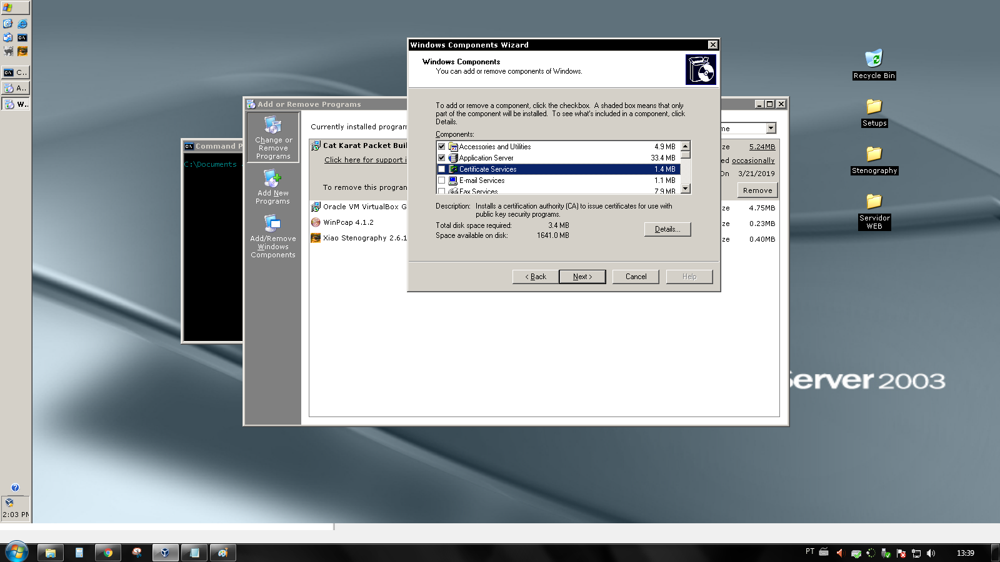 Windows Components Wizard
Windows Components
You can add or remove components of Windows.
To add or remove a component, click the checkbox. A shaded box means that only
part of the component will be installed. To see what's included in a component, click
Details.
Components:
Accessories and Utilities 4.9 MB
Application Server 33.4 MB
Certificate Services 1.4 MB
E-mail Services 1.1 MB
Fax Services 7.9 MB
Description: Installs a certification authority (CA) to issue certificates for use with
public key security programs.
Total disk space required: 3.4 MB
Space available on disk: 1641.0 MB
Details...
< Back
Next >
Cancel
Help
Add or Remove Programs
Change or
Remove
Programs
Add New
Programs
Add/Remove
Windows
Components
Currently installed program
me
Cat Karat Packet Buil
ze 5.24MB
Click here for support i
ed occasionally
On 3/21/2019
To remove this program
Remove
Oracle VM VirtualBox G
ze 4.75MB
WinPcap 4.1.2
ze 0.23MB
Xiao Stenography 2.6.1
ze 0.40MB
Command P
C:\Documents
Recycle Bin
Setups
Stenography
Servidor
WEB
Server 2003
C:\
C...
A..
W..
2:03 PM
PT
13:39